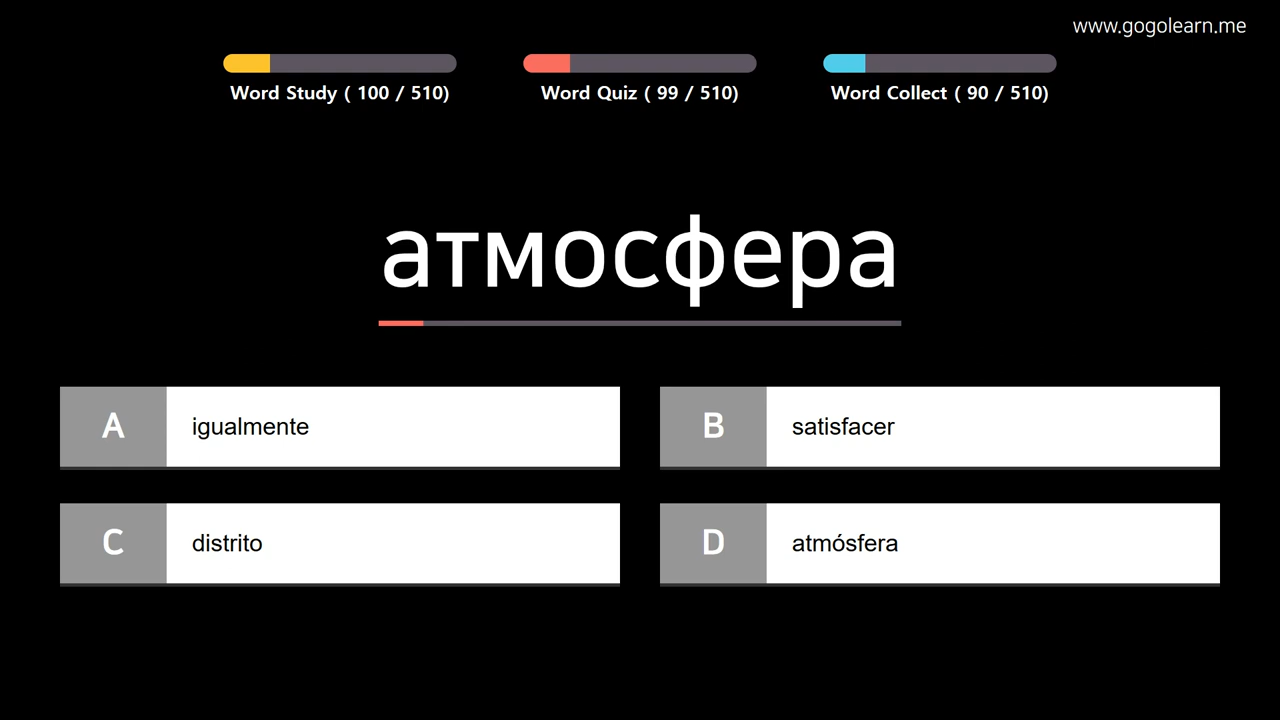 www.gogolearn.me
Word Study ( 100 / 510)
Word Quiz ( 99 / 510)
Word Collect ( 90 / 510)
атмосфера
A igualmente
B satisfacer
C distrito
D atmósfera